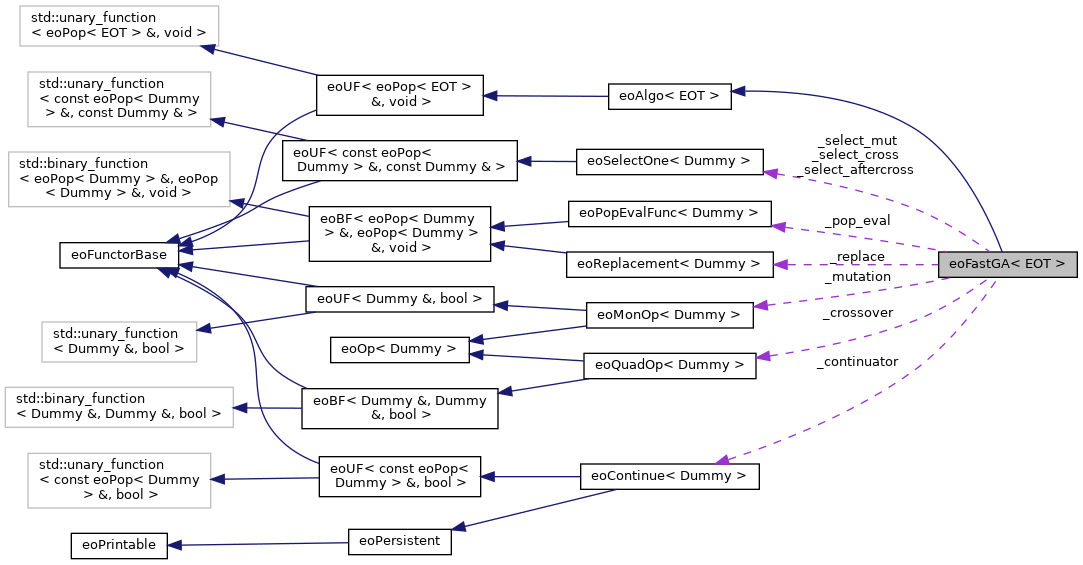 std::unary_function
< eoPop< EOT > &, void >
eoUF< eoPop< EOT >
&, void >
eoAlgo< EOT >
std::unary_function
< const eoPop< Dummy
> &, const Dummy & >
eoUF< const eoPop<
Dummy > &, const Dummy & >
eoSelectOne< Dummy >
_select_mut
_select_cross
_select_aftercross
std::binary_function
< eoPop< Dummy > &, eoPop
< Dummy > &, void >
eoBF< eoPop< Dummy
> &, eoPop< Dummy >
&, void >
eoPopEvalFunc< Dummy >
_pop_eval
eoFunctorBase
eoReplacement< Dummy >
_replace
eoFastGA< EOT >
_mutation
eoUF< Dummy &, bool >
eoMonOp< Dummy >
_crossover
std::unary_function
< Dummy &, bool >
eoOp< Dummy >
eoQuadOp< Dummy >
_continuator
std::binary_function
< Dummy &, Dummy &, bool >
eoBF< Dummy &, Dummy
&, bool >
std::unary_function
< const eoPop< Dummy
> &, bool >
eoUF< const eoPop<
Dummy > &, bool >
eoContinue< Dummy >
eoPrintable
eoPersistent